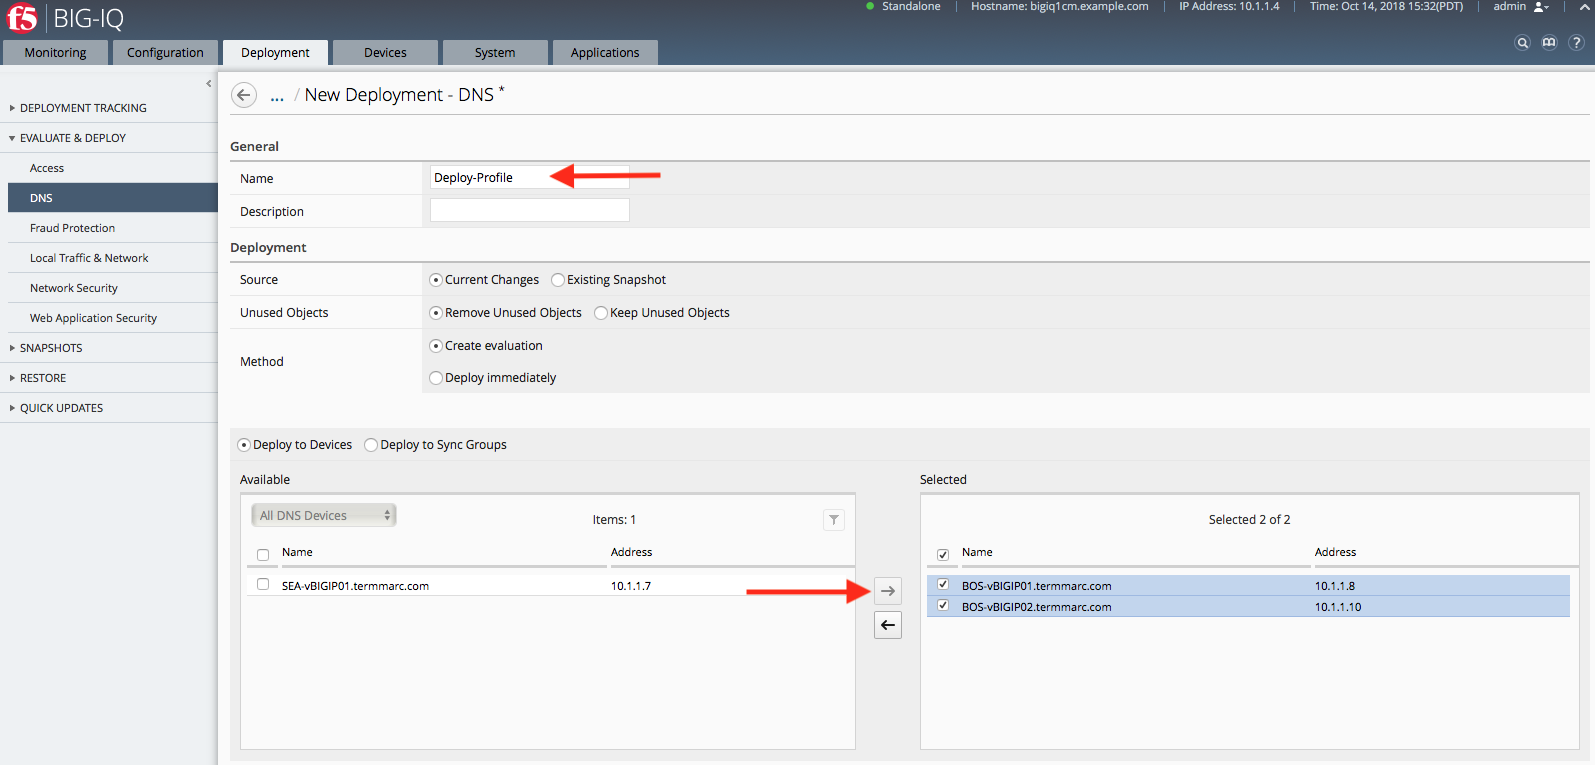 f5 BIG-IQ
Standalone Hostname: bigiq1cm.example.com IP Address: 10.1.1.4 Time: Oct 14, 2018 15:32(PDT) admin
Monitoring Configuration Deployment Devices System Applications
?
DEPLOYMENT TRACKING
EVALUATE & DEPLOY
Access
DNS
Fraud Protection
Local Traffic & Network
Network Security
Web Application Security
SNAPSHOTS
RESTORE
QUICK UPDATES
... / New Deployment - DNS *
General
Name Deploy-Profile
Description
Deployment
Source Current Changes Existing Snapshot
Unused Objects Remove Unused Objects Keep Unused Objects
Method
Create evaluation
Deploy immediately
Deploy to Devices Deploy to Sync Groups
Available
All DNS Devices Items: 1
Name Address
SEA-vBIGIP01.termmarc.com 10.1.1.7
Selected
Selected 2 of 2
Name Address
BOS-vBIGIP01.termmarc.com 10.1.1.8
BOS-vBIGIP02.termmarc.com 10.1.1.10